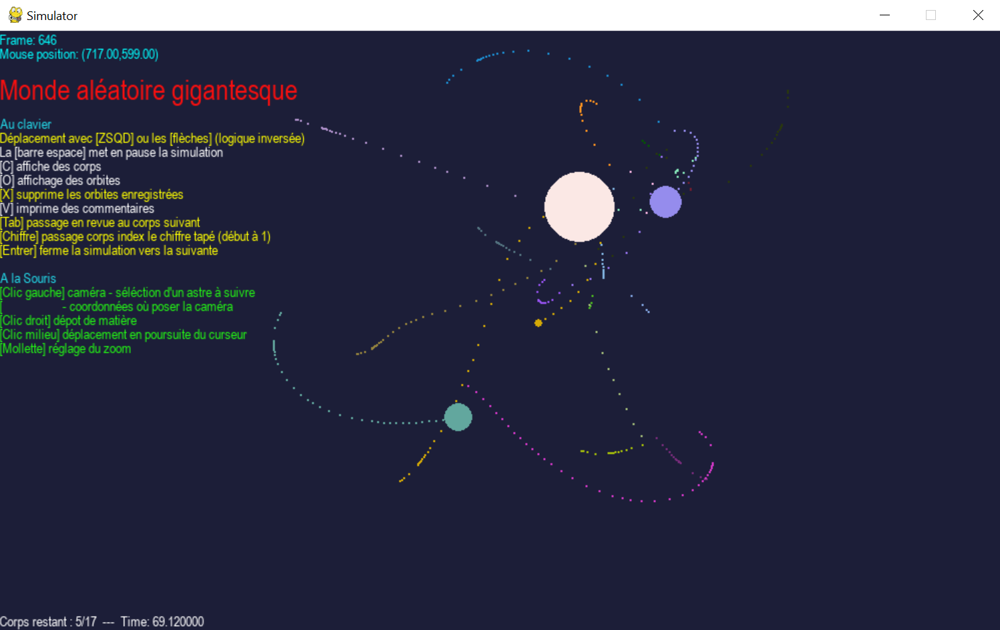 Simulator
Frame: 646
Mouse position: (717.00,599.00)
Monde aléatoire gigantesque
Au clavier
Déplacement avec [ZSQD] ou les [flèches] (logique inversée)
La [barre espace] met en pause la simulation
[C] affiche des corps
[O] affichage des orbites
[X] supprime les orbites enregistrées
[V] imprime des commentaires
[Tab] passage en revue au corps suivant
[Chiffre] passage corps index le chiffre tapé (début à 1)
[Entrer] ferme la simulation vers la suivante
A la Souris
[Clic gauche] caméra - séléction d'un astre à suivre
[ - coordonnées où poser la caméra
[Clic droit] dépot de matière
[Clic milieu] déplacement en poursuite du curseur
[Mollette] réglage du zoom
Corps restant : 5/17 --- Time: 69.120000